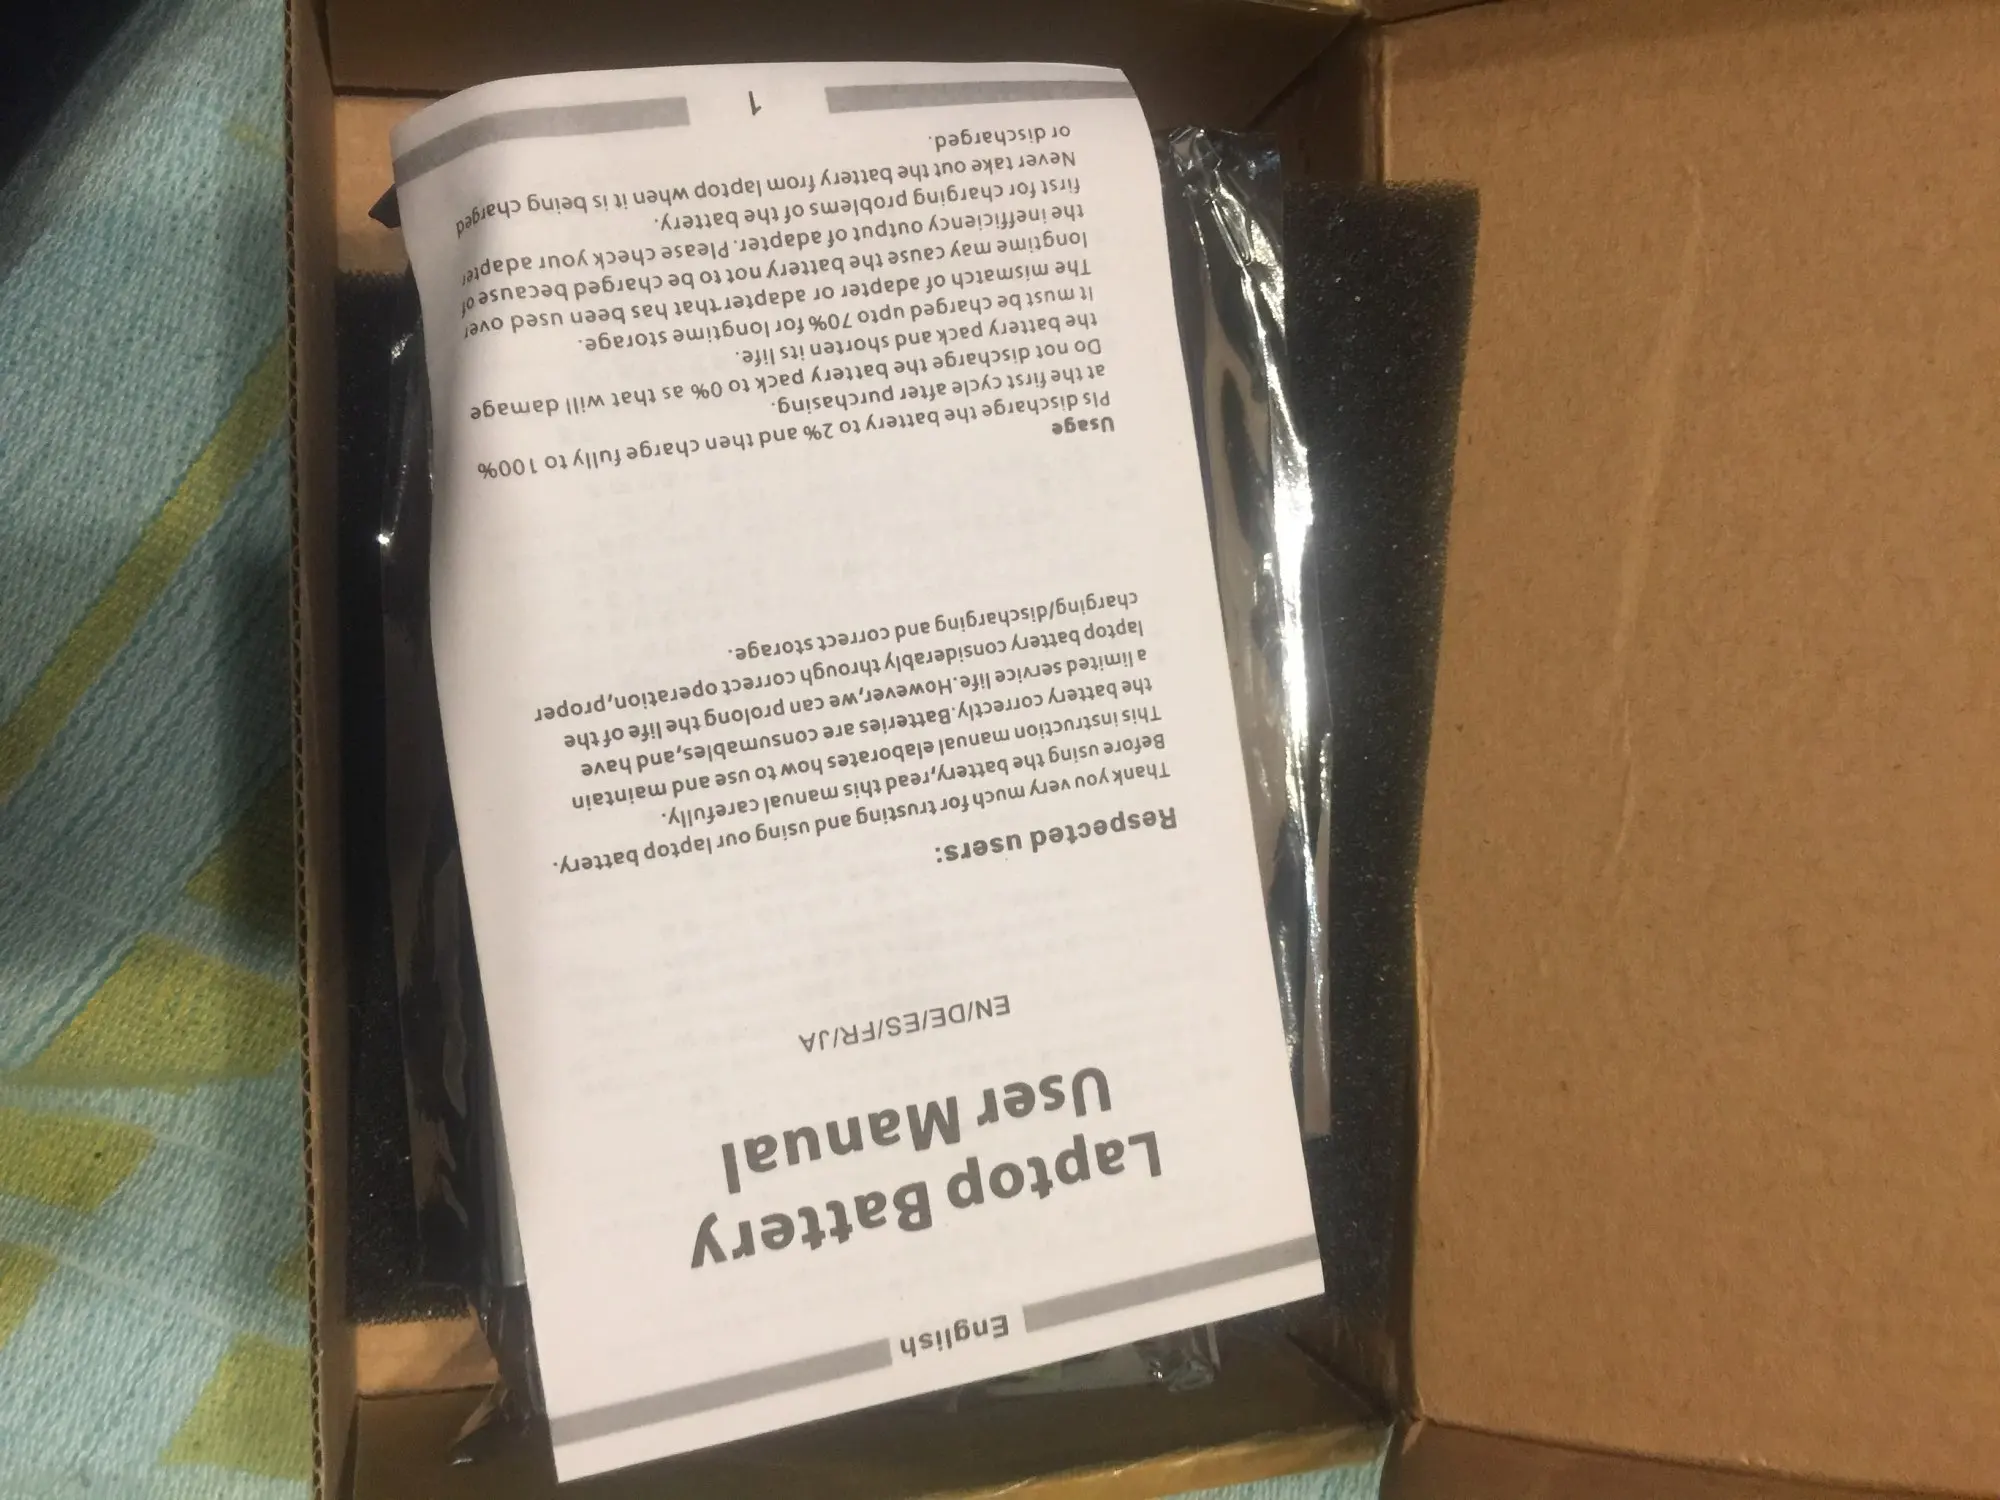 English
Laptop Battery
User Manual
EN/DE/ES/FR/JA
Respected users:
Thank you very much for trusting and using our laptop battery.
Before using the battery,read this manual carefully.
This instruction manual elaborates how to use and maintain
the battery correctly.Batteries are consumables,and have
a limited service life.However,we can prolong the life of the
laptop battery considerably through correct operation,proper
charging/discharging and correct storage.
Usage
Pls discharge the battery to 2% and then charge fully to 100%
at the first cycle after purchasing.
Do not discharge the battery pack to 0% as that will damage
the battery pack and shorten its life.
It must be charged upto 70% for longtime storage.
The mismatch of adapter or adapter that has been used over
longtime may cause the battery not to be charged because of
the inefficiency output of adapter. Please check your adapter
first for charging problems of the battery.
Never take out the battery from laptop when it is being charged
or discharged.
1